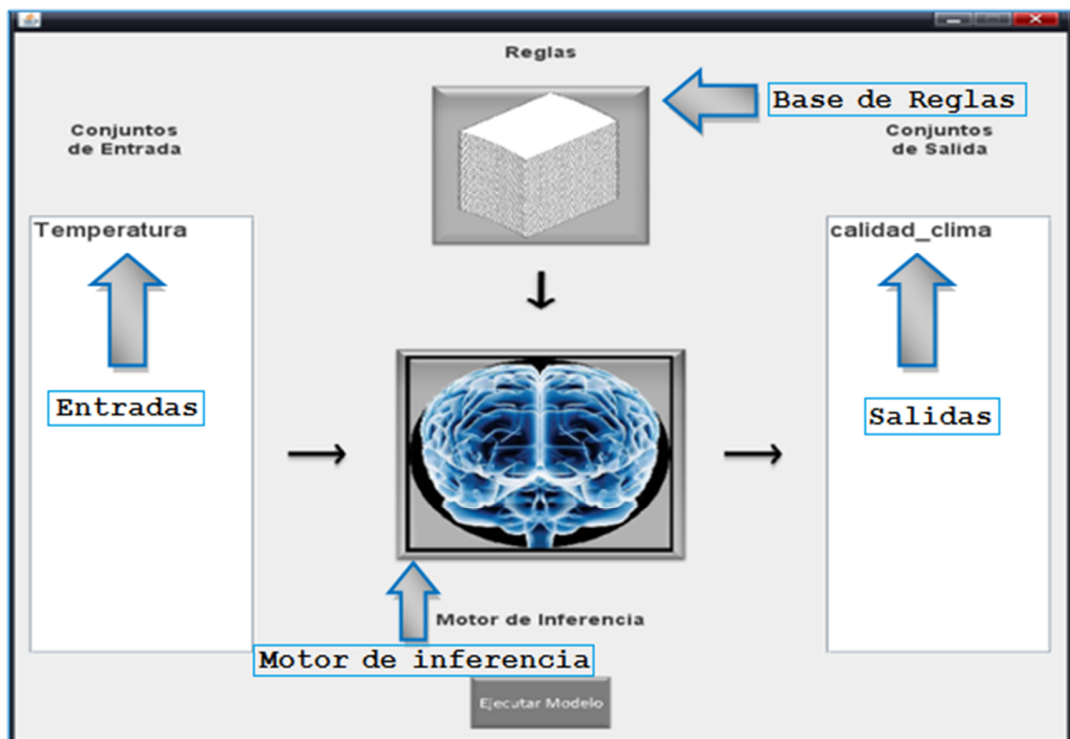 Reglas
Base de Reglas
Conjuntos
de Entrada
Conjuntos
de Salida
Temperatura
calidad_clima
Entradas
Salidas
Motor de Inferencia
Motor de inferencia
Ejecutar Modelo